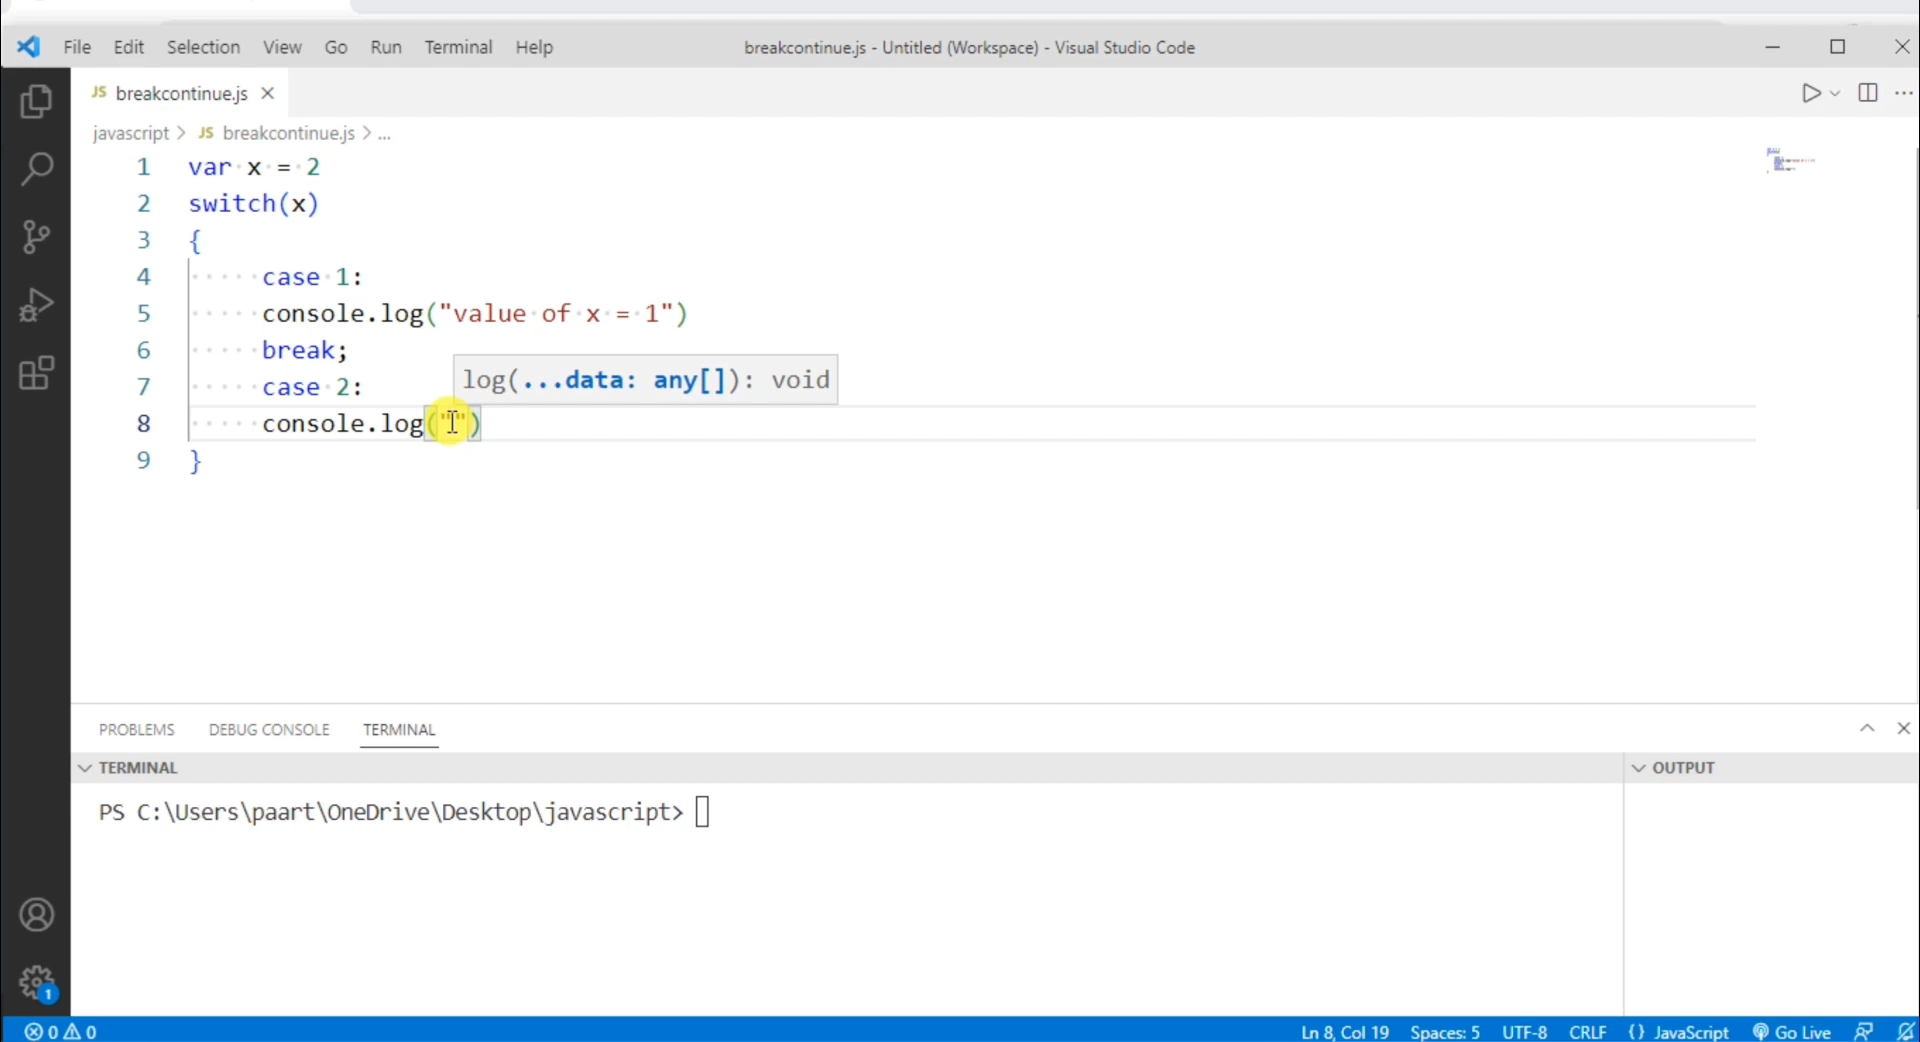 File Edit Selection View Go Run Terminal Help breakcontinue.js - Untitled (Workspace) - Visual Studio Code
JS breakcontinue.js
javascript > JS breakcontinue.js > ...
1 var x = 2
2 switch(x)
3 {
4 case 1:
5 console.log("value of x = 1")
6 break;
log(...data: any[]): void
7 case 2:
8 console.log("")
9 }
PROBLEMS DEBUG CONSOLE TERMINAL
TERMINAL OUTPUT
PS C:\Users\paart\OneDrive\Desktop\javascript>
1
0 0 Ln 8, Col 19 Spaces: 5 UTF-8 CRLF {} JavaScript Go Live